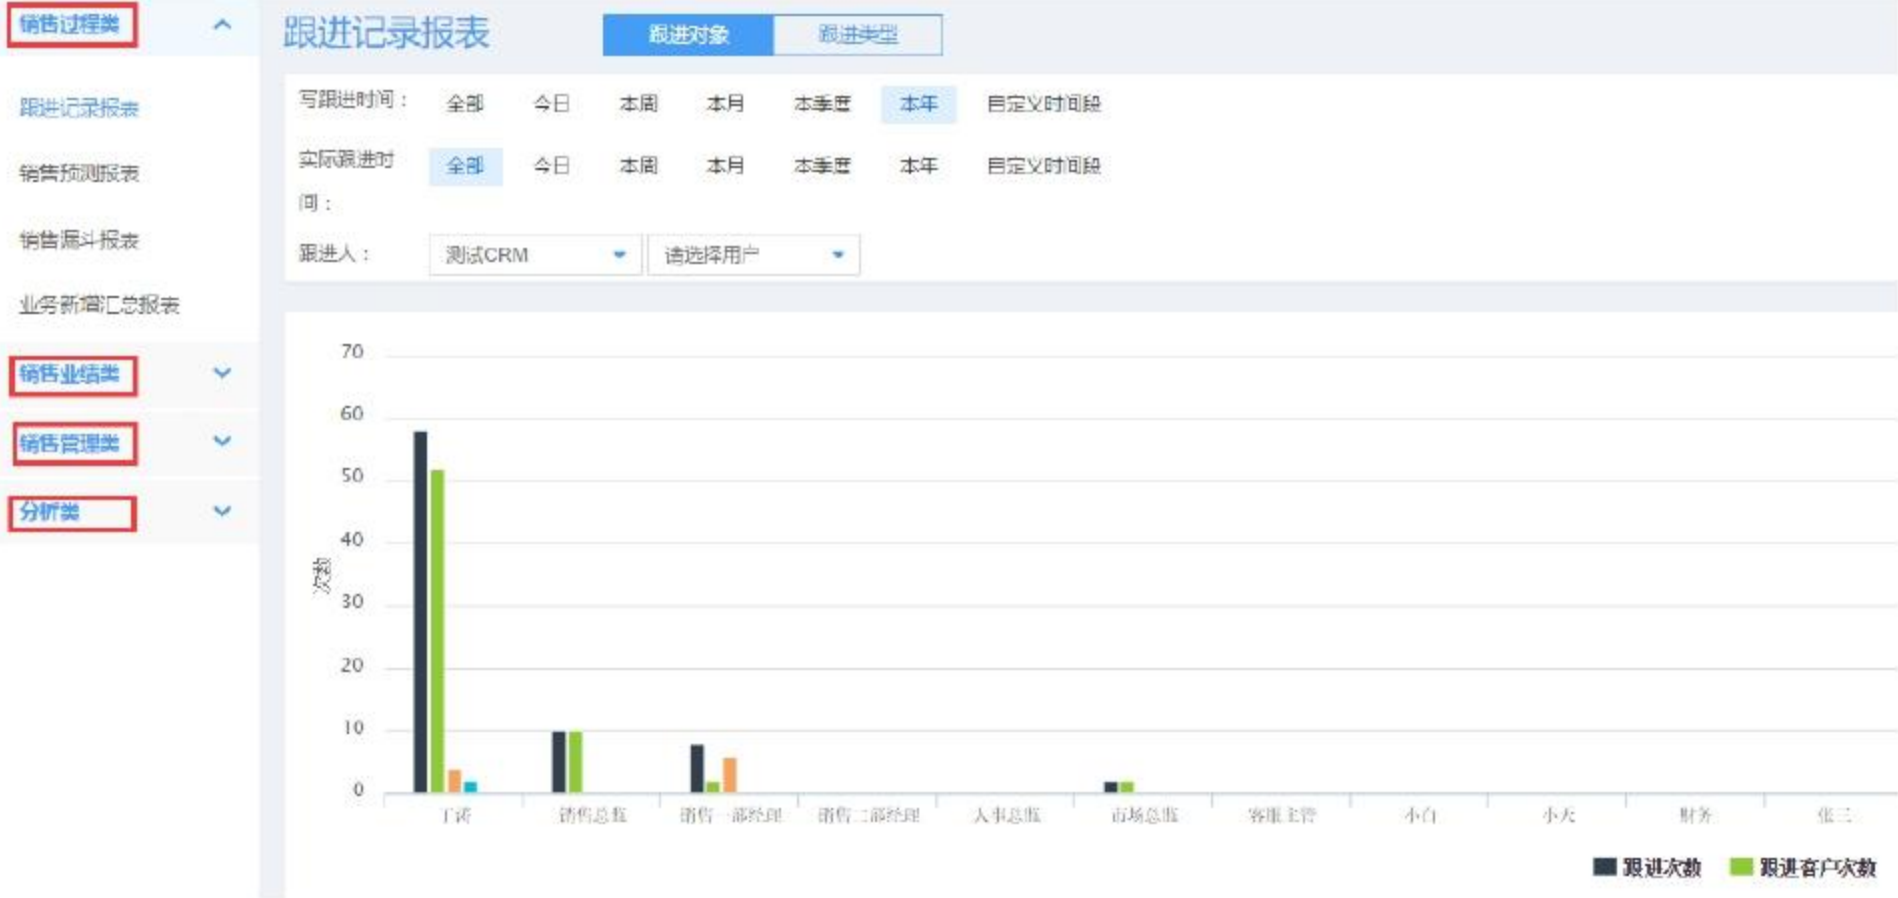 销售过程类
跟进记录报表
销售预测报表
销售漏斗报表
业务新增汇总报表
销售业绩类
销售管理类
分析类
跟进记录报表
跟进对象 跟进类型
写跟进时间： 全部 今日 本周 本月 本季度 本年 自定义时间段
实际跟进时间： 全部 今日 本周 本月 本季度 本年 自定义时间段
跟进人： 测试CRM 请选择用户
次数
70
60
50
40
30
20
10
0
销售总监 销售一部经理 销售二部经理 人事总监 市场总监 客服主管 小白 小天 财务 张三
跟进次数 跟进客户次数